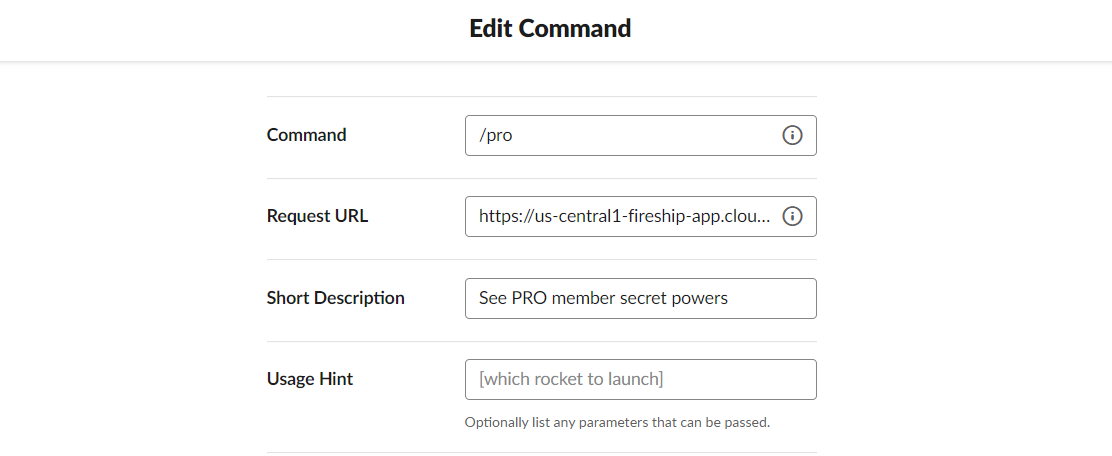 Edit Command
Command
/pro
Request URL
https://us-central1-fireship-app.clou...
Short Description
See PRO member secret powers
Usage Hint
[which rocket to launch]
Optionally list any parameters that can be passed.